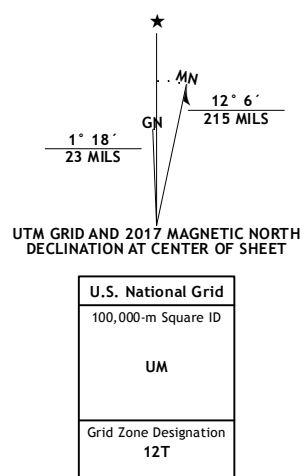 ★
MN
GN
12° 6´
215 MILS
1° 18´
23 MILS
UTM GRID AND 2017 MAGNETIC NORTH
DECLINATION AT CENTER OF SHEET
U.S. National Grid
100,000-m Square ID
UM
Grid Zone Designation
12T